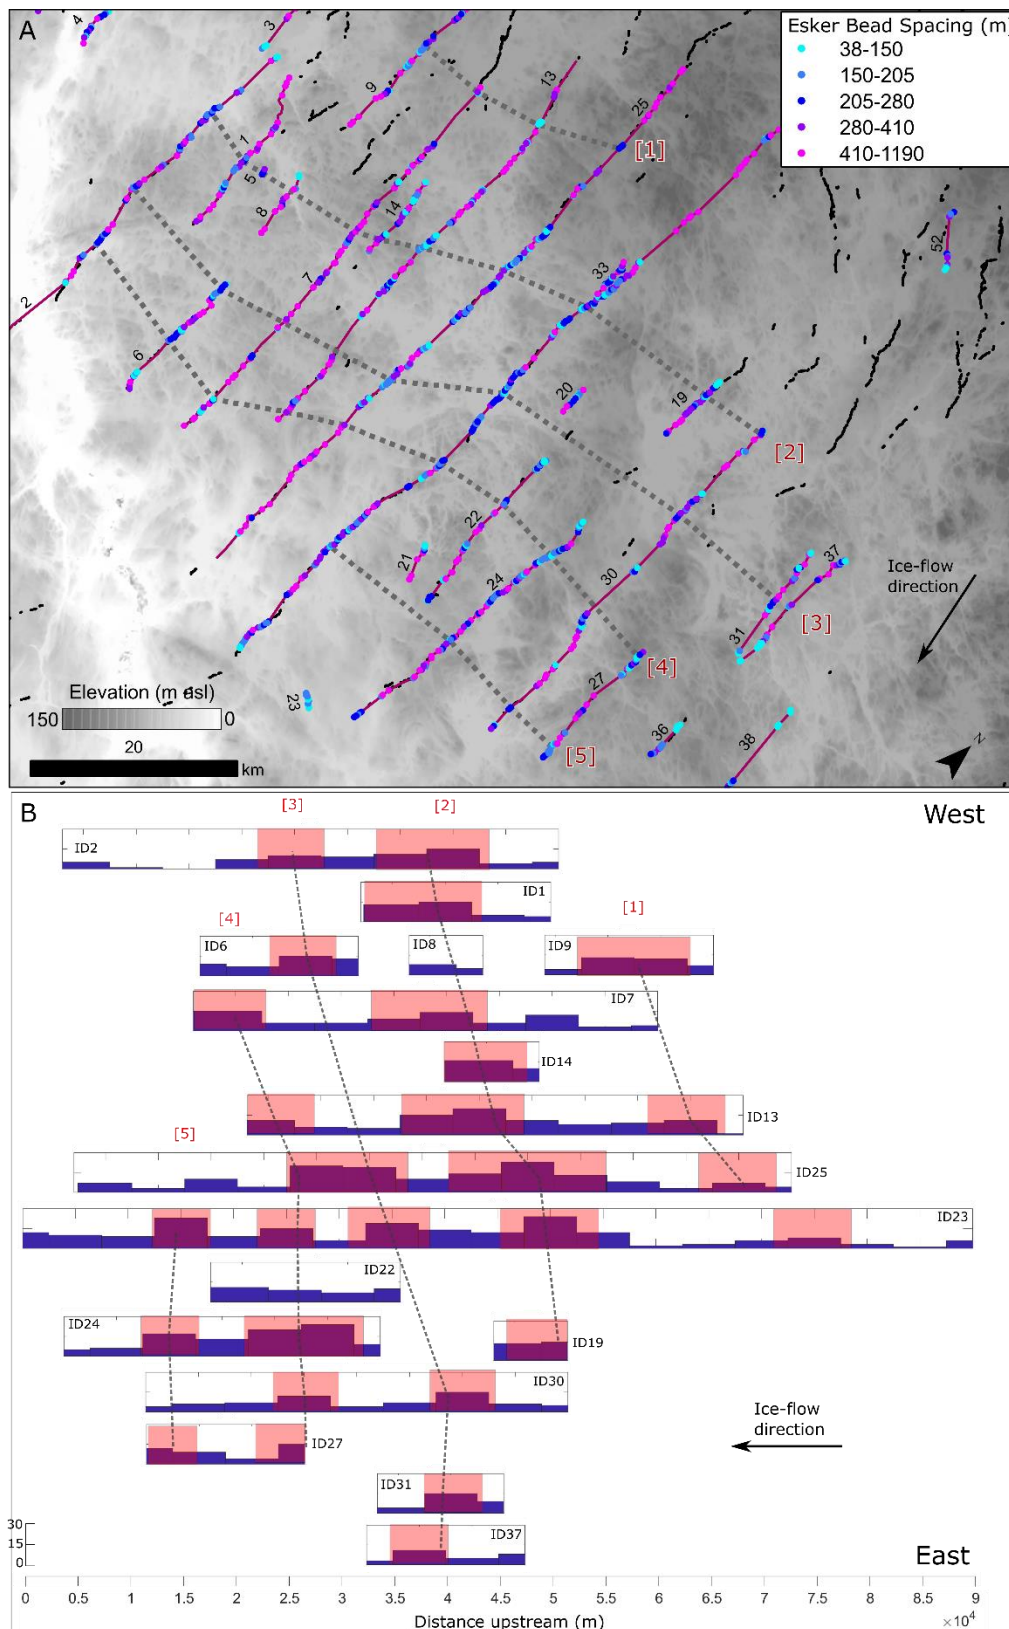 A
Esker Bead Spacing (m)
38-150
150-205
205-280
280-410
410-1190
4
3
9
13
25
[1]
1
5
8
14
52
2
7
33
6
20
19
[2]
22
21
24
30
37
31
[3]
Ice-flow
direction
[4]
27
23
36
38
[5]
Elevation (m asl)
150
0
20
km
N
B
[3]
[2]
West
ID2
ID1
[4]
[1]
ID6
ID8
ID9
ID7
ID14
ID13
[5]
ID25
ID23
ID22
ID24
ID19
ID30
Ice-flow
direction
ID27
ID31
30
15
0
ID37
East
0 0.5 1 1.5 2 2.5 3 3.5 4 4.5 5 5.5 6 6.5 7 7.5 8 8.5 9
Distance upstream (m)
×10⁴